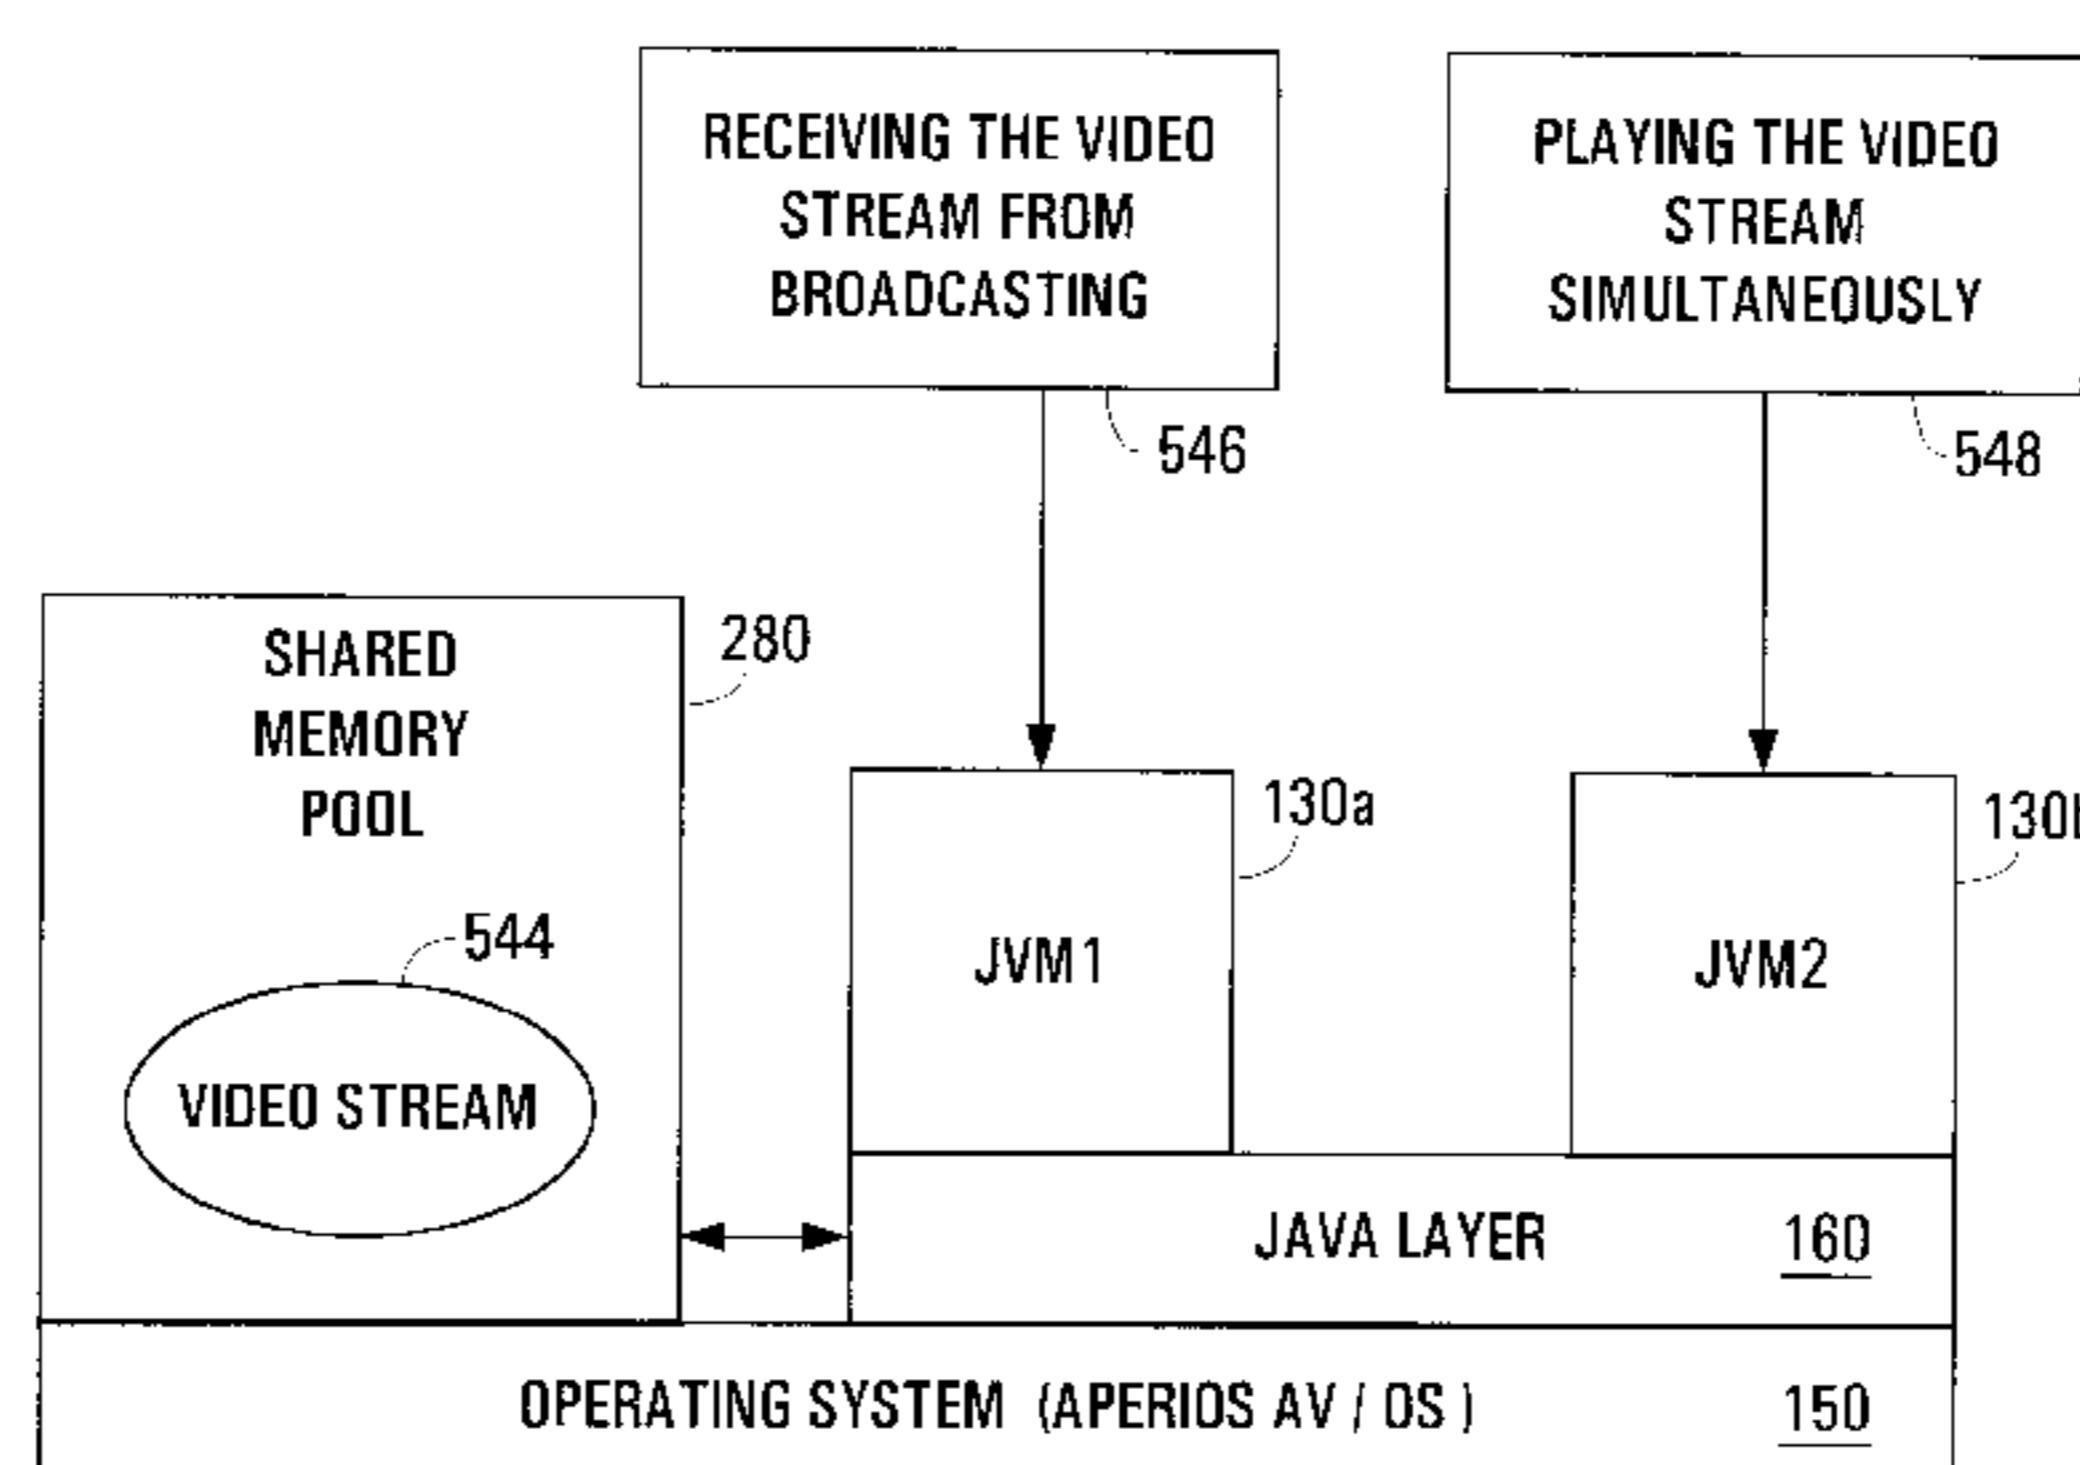 RECEIVING THE VIDEO
STREAM FROM
BROADCASTING
546
PLAYING THE VIDEO
STREAM
SIMULTANEOUSLY
548
SHARED
MEMORY
POOL
280
544
VIDEO STREAM
JVM1
130a
JVM2
JAVA LAYER
160
OPERATING SYSTEM (APERIOS AV / OS )
150